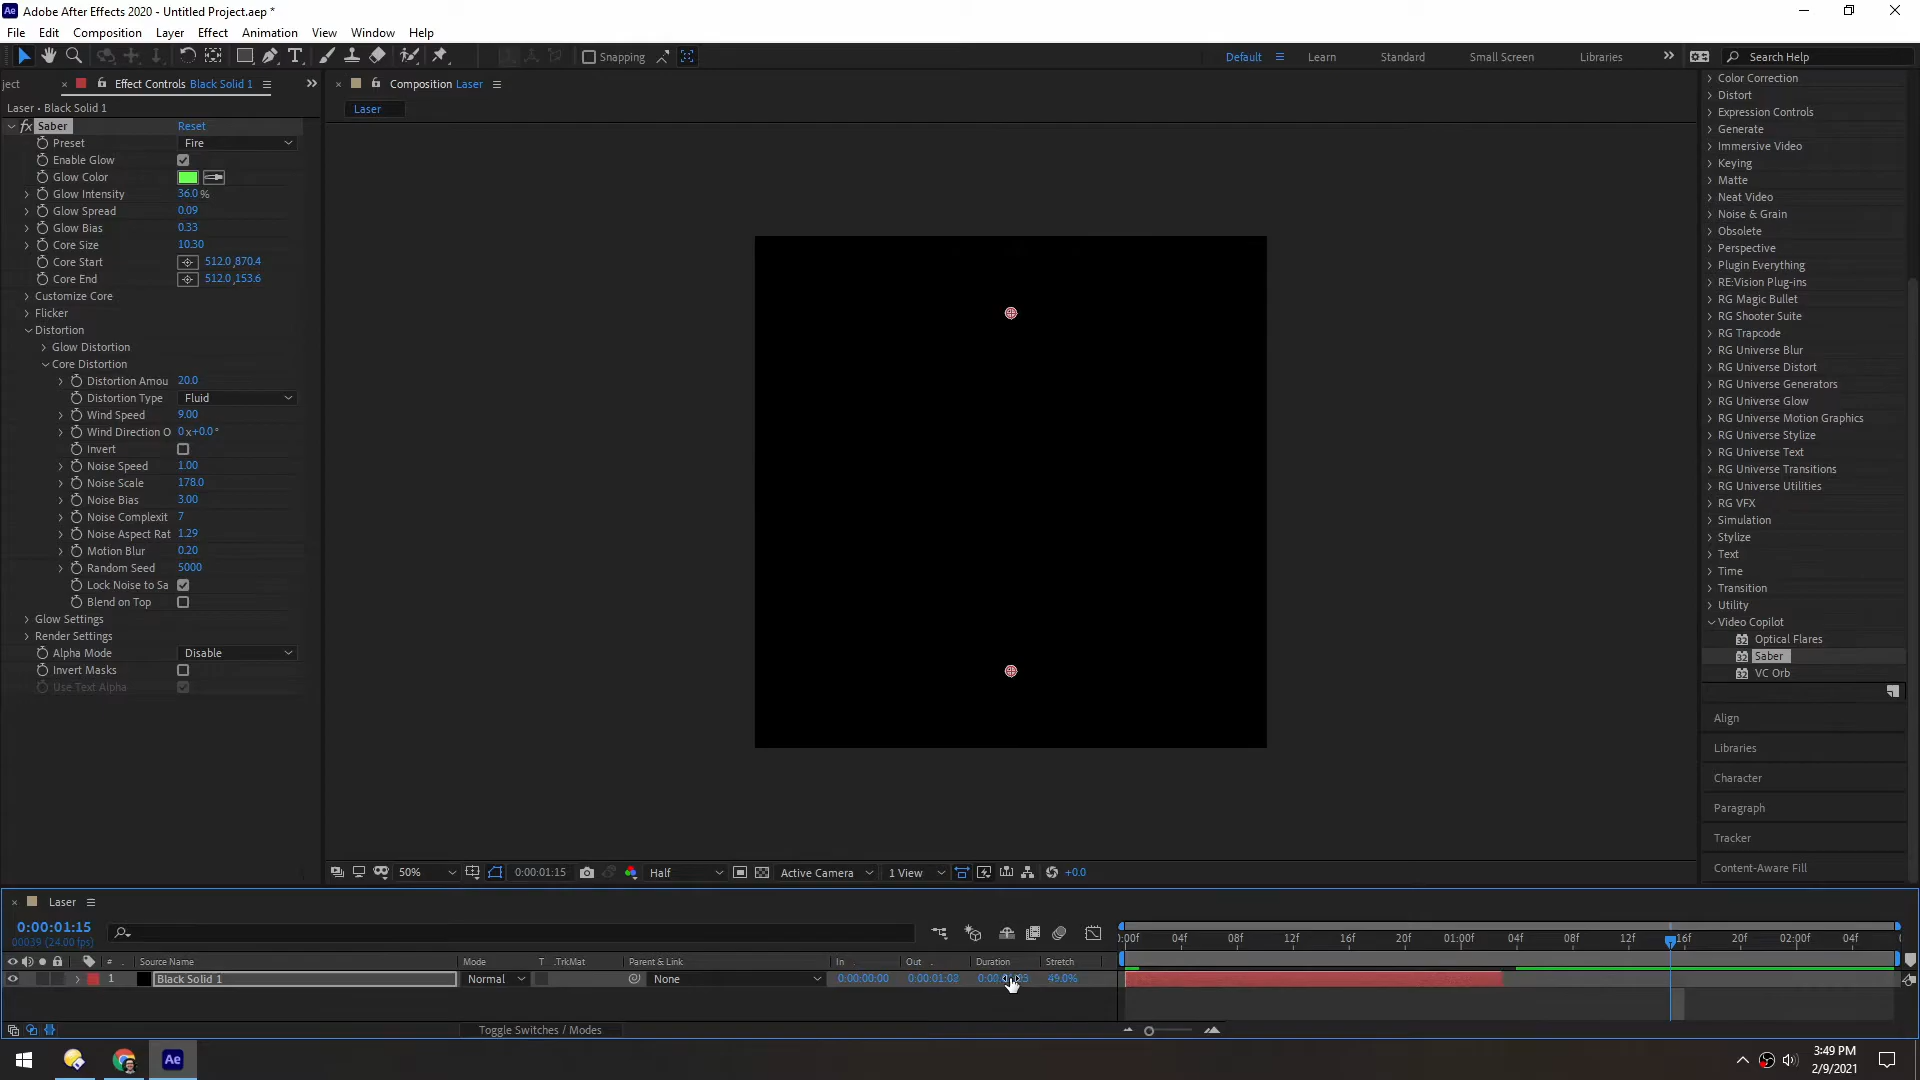 Adobe After Effects 2020 - Untitled Project.aep *
File Edit Composition Layer Effect Animation View Window Help
Snapping Default Learn Standard Small Screen Libraries Search Help
ject Effect Controls Black Solid 1 Composition Laser
Laser • Black Solid 1
Laser
fx Saber Reset
Preset Fire
Enable Glow
Glow Color
Glow Intensity 36.0 %
Glow Spread 0.09
Glow Bias 0.33
Core Size 10.30
Core Start 512.0,870.4
Core End 512.0,153.6
Customize Core
Flicker
Distortion
Glow Distortion
Core Distortion
Distortion Amou 20.0
Distortion Type Fluid
Wind Speed 9.00
Wind Direction O 0x+0.0°
Invert
Noise Speed 1.00
Noise Scale 178.0
Noise Bias 3.00
Noise Complexit 7
Noise Aspect Rat 1.29
Motion Blur 0.20
Random Seed 5000
Lock Noise to Sa
Blend on Top
Glow Settings
Render Settings
Alpha Mode Disable
Invert Masks
Use Text Alpha
Color Correction
Distort
Expression Controls
Generate
Immersive Video
Keying
Matte
Neat Video
Noise & Grain
Obsolete
Perspective
Plugin Everything
RE:Vision Plug-ins
RG Magic Bullet
RG Shooter Suite
RG Trapcode
RG Universe Blur
RG Universe Distort
RG Universe Generators
RG Universe Glow
RG Universe Motion Graphics
RG Universe Stylize
RG Universe Text
RG Universe Transitions
RG Universe Utilities
RG VFX
Simulation
Stylize
Text
Time
Transition
Utility
Video Copilot
Optical Flares
Saber
VC Orb
Align
Libraries
Character
Paragraph
Tracker
Content-Aware Fill
50% 0:00:01:15 Half Active Camera 1 View +0.0
Laser
0:00:01:15
00039 (24.00 fps)
:00f 04f 08f 12f 16f 20f 01:00f 04f 08f 12f 16f 20f 02:00f 04f
# Source Name Mode T .TrkMat Parent & Link In Out Duration Stretch
1 Black Solid 1 Normal None 0:00:00:00 0:00:01:02 49.0%
Toggle Switches / Modes
Ae
3:49 PM
2/9/2021